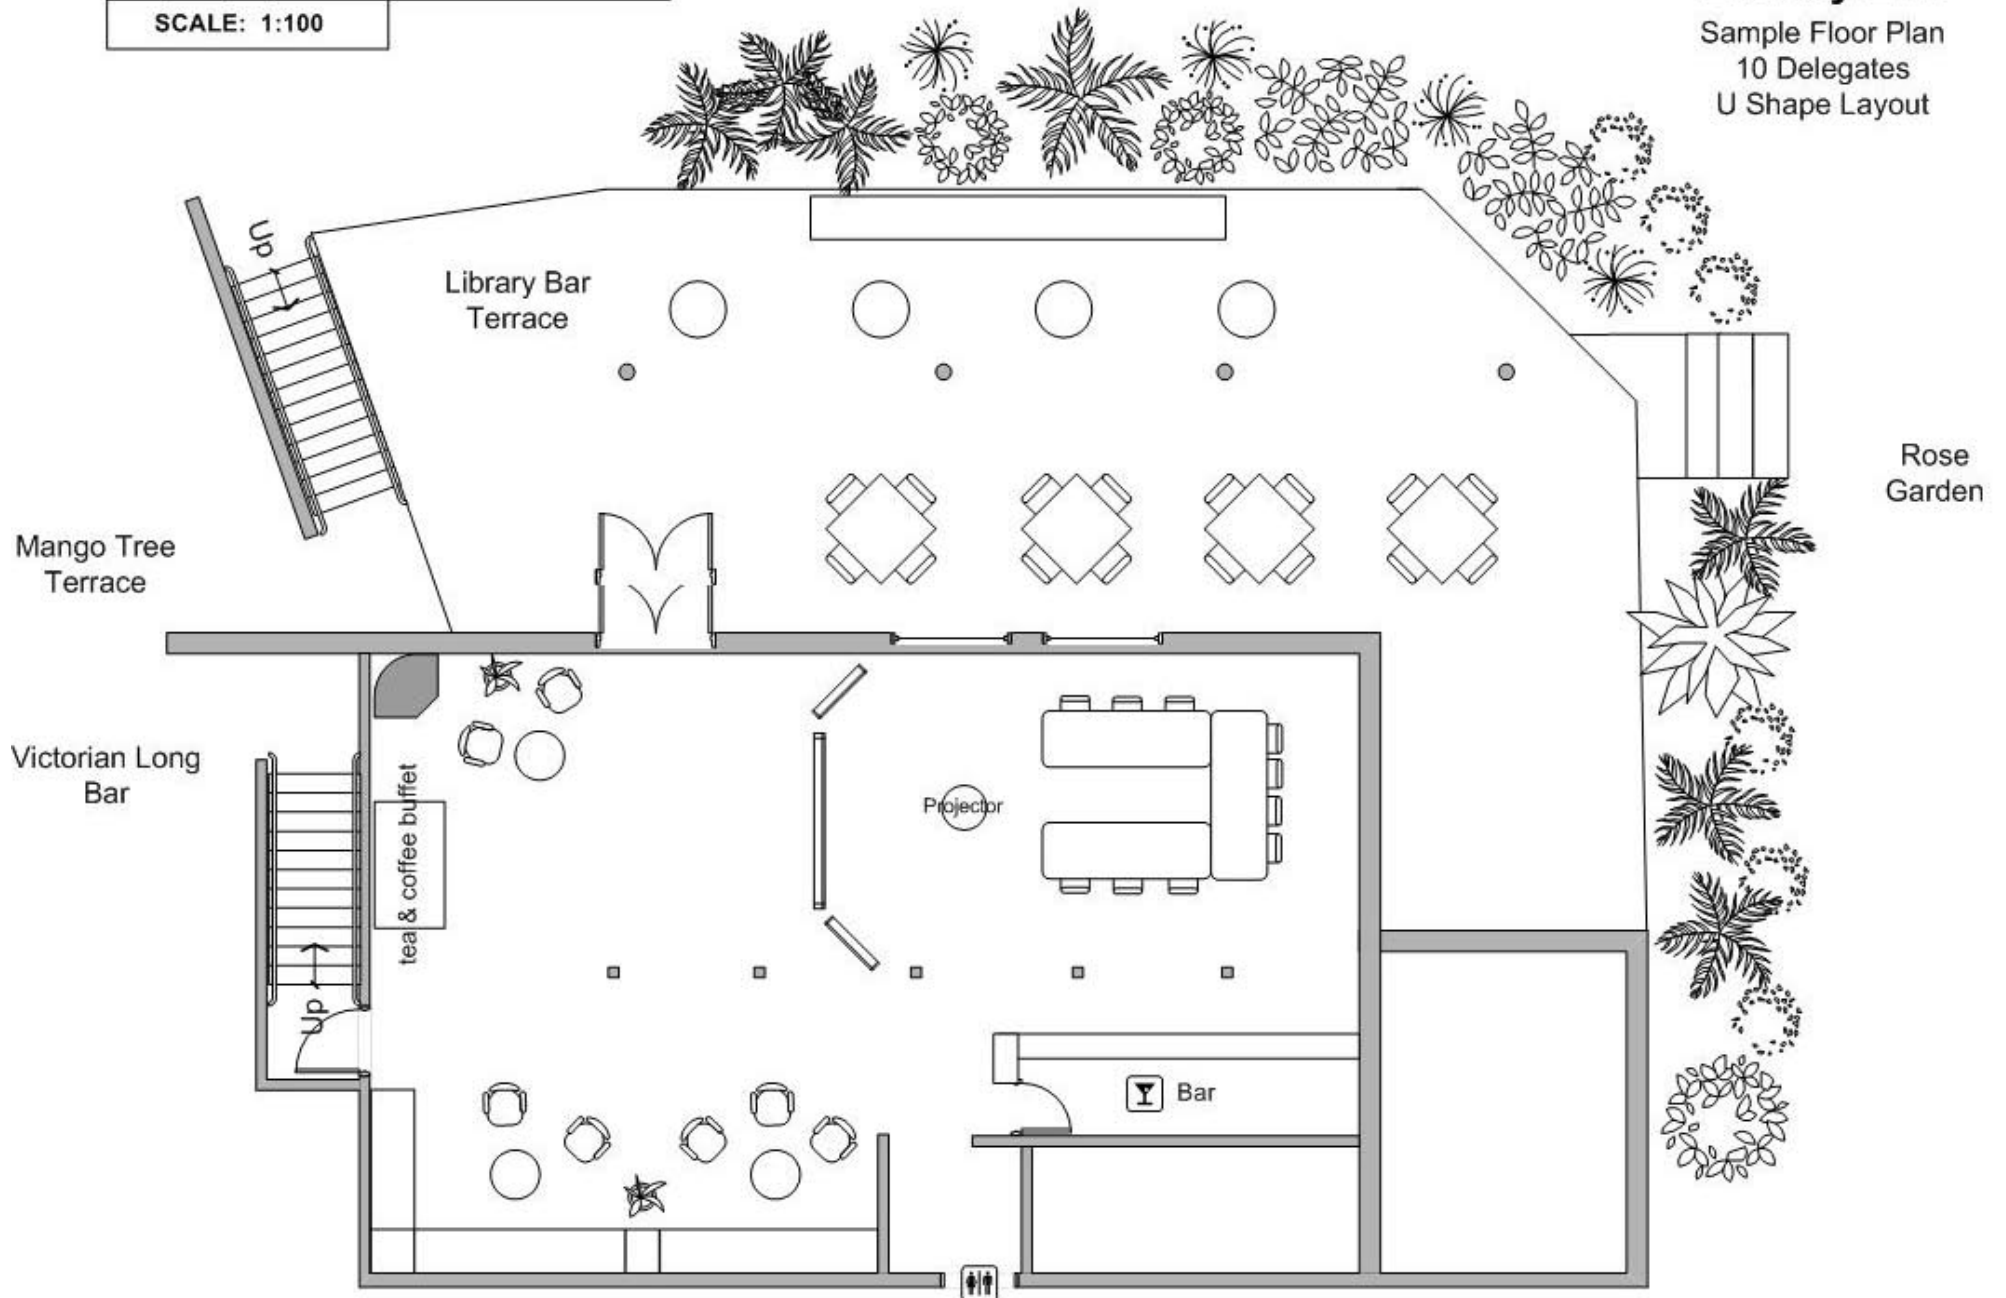 SCALE: 1:100
Sample Floor Plan
10 Delegates
U Shape Layout
Up
Library Bar
Terrace
Rose
Garden
Mango Tree
Terrace
Victorian Long
Bar
tea & coffee buffet
Projector
Up
Bar